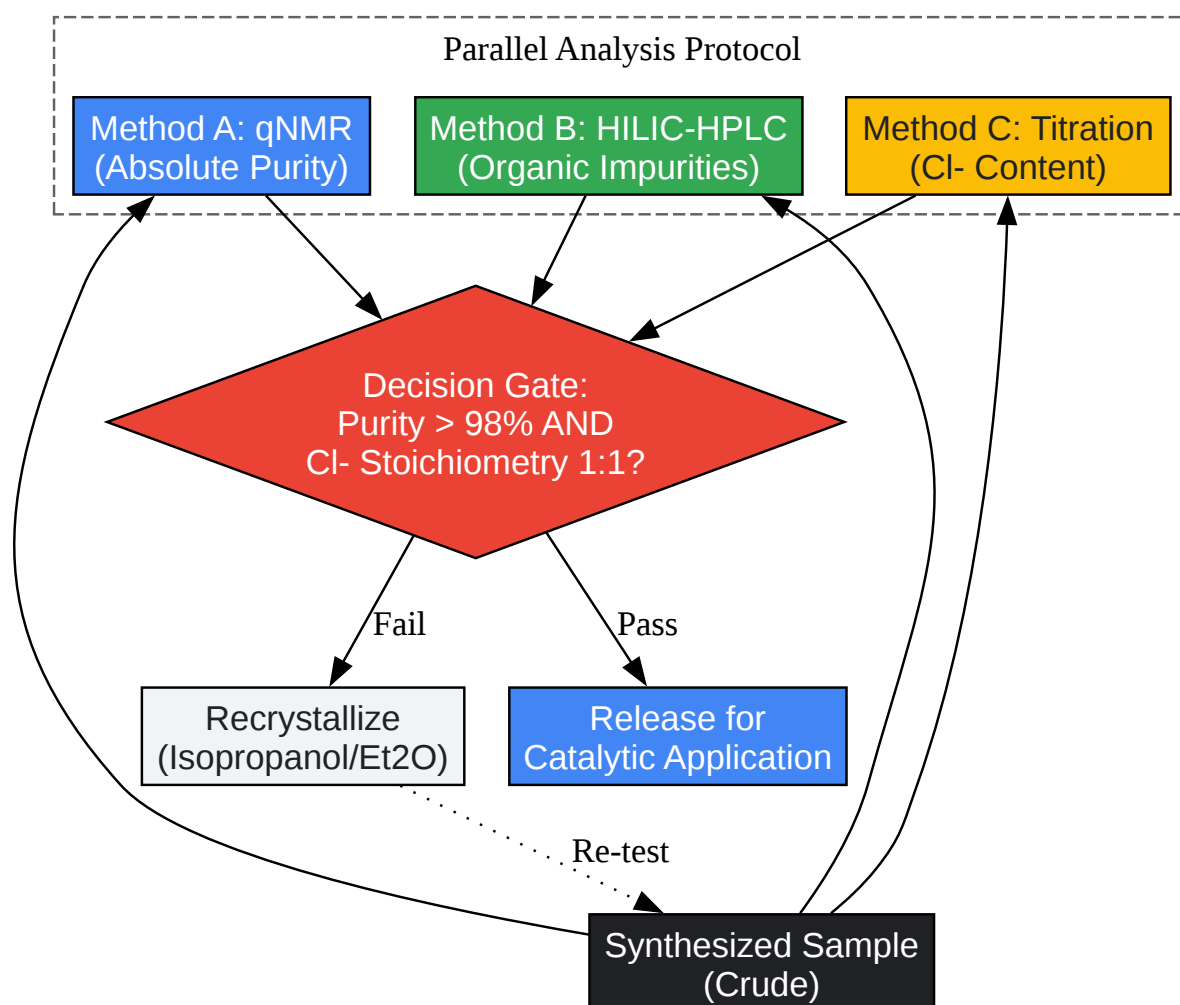 Parallel Analysis Protocol
Method A: qNMR
(Absolute Purity)
Method B: HILIC-HPLC
(Organic Impurities)
Method C: Titration
(Cl- Content)
Decision Gate:
Purity > 98% AND
Cl- Stoichiometry 1:1?
Fail
Pass
Recrystallize
(Isopropanol/Et2O)
Release for
Catalytic Application
Re-test
Synthesized Sample
(Crude)